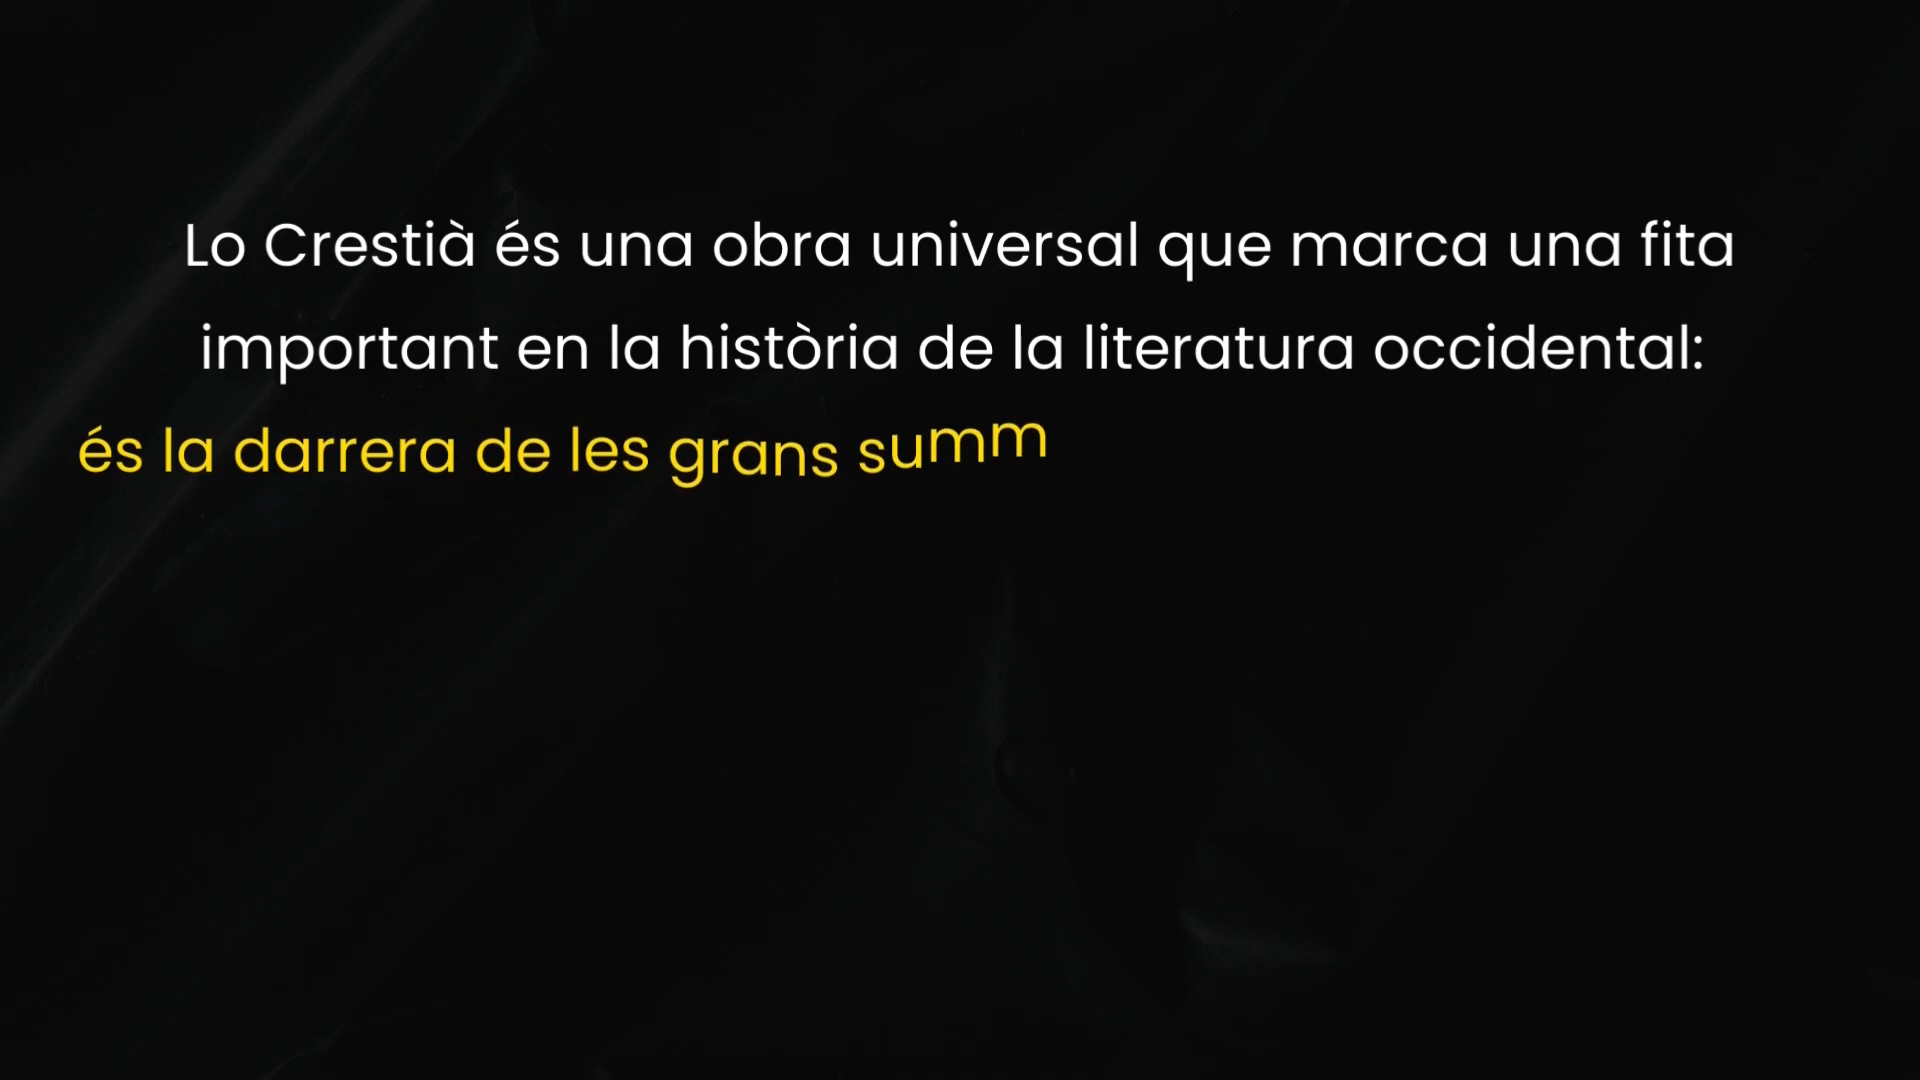 Lo Crestià és una obra universal que marca una fita
important en la història de la literatura occidental:
és la darrera de les grans summ